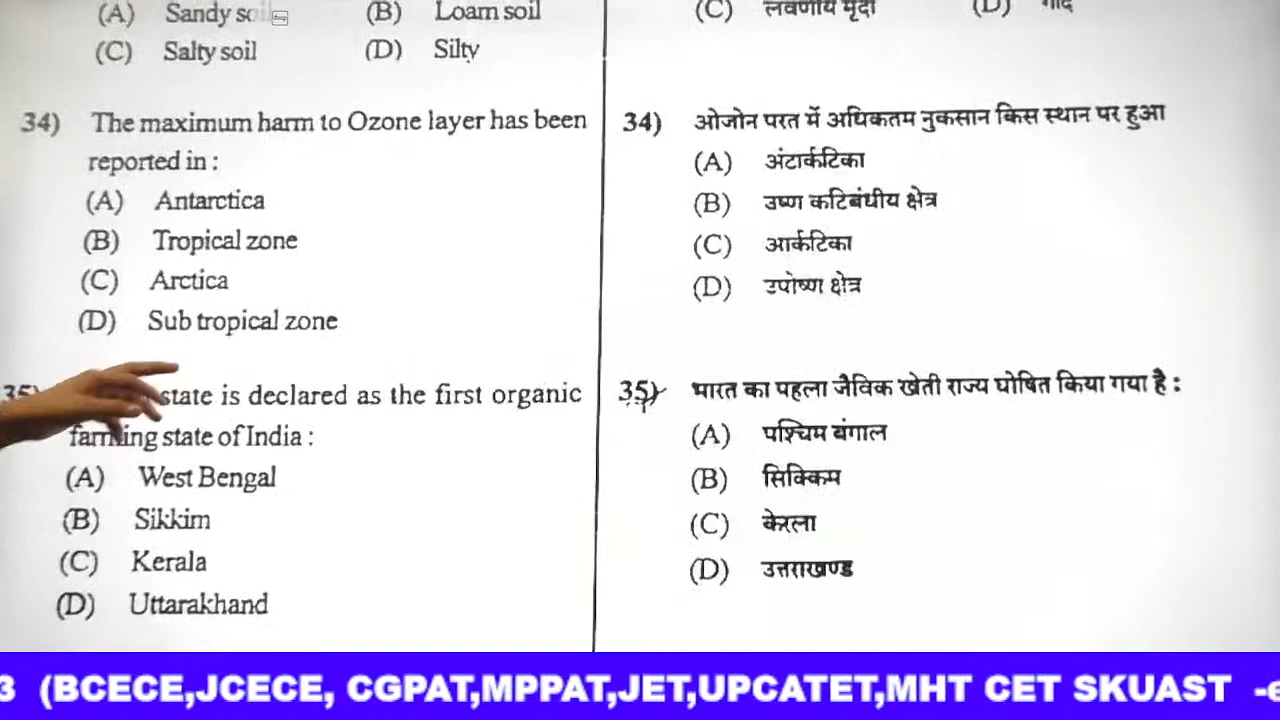 (A) Sandy soil (B) Loam soil
(C) Salty soil (D) Silty
34) The maximum harm to Ozone layer has been
reported in :
(A) Antarctica
(B) Tropical zone
(C) Arctica
(D) Sub tropical zone
35) state is declared as the first organic
farming state of India :
(A) West Bengal
(B) Sikkim
(C) Kerala
(D) Uttarakhand
(C) लवणीय मृदा (D) गाद
34) ओजोन परत में अधिकतम नुकसान किस स्थान पर हुआ
(A) अंटार्कटिका
(B) उष्ण कटिबंधीय क्षेत्र
(C) आर्कटिका
(D) उपोष्ण क्षेत्र
35) भारत का पहला जैविक खेती राज्य घोषित किया गया है :
(A) पश्चिम बंगाल
(B) सिक्किम
(C) केरला
(D) उत्तराखण्ड
3 (BCECE,JCECE, CGPAT,MPPAT,JET,UPCATET,MHT CET SKUAST -e